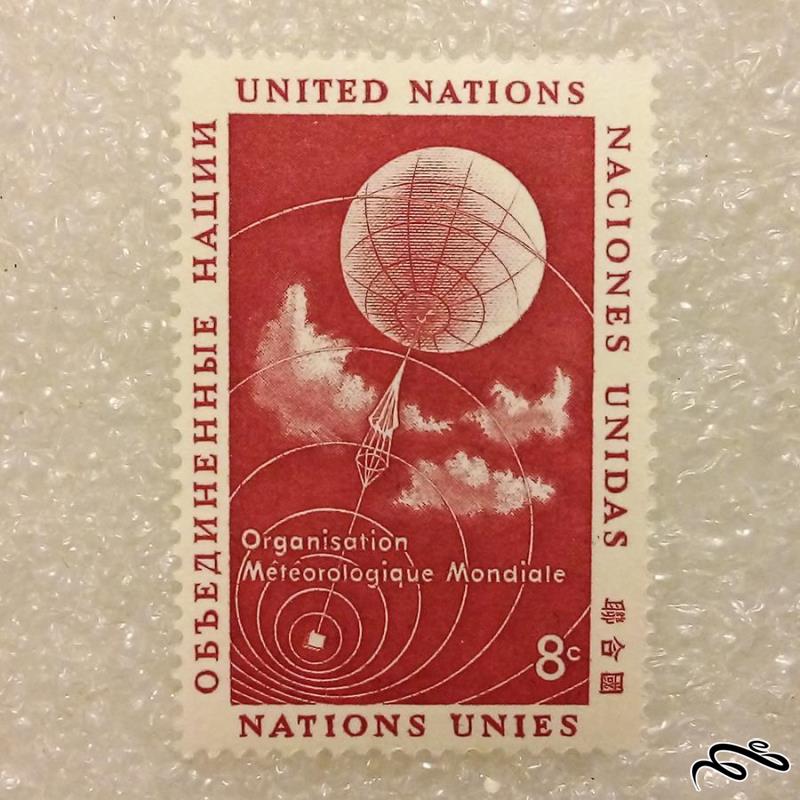 UNITED NATIONS
ОБЪЕДИНЕННЫЕ НАЦИИ
NACIONES UNIDAS
聯合國
Organisation
Météorologique Mondiale
8c
NATIONS UNIES